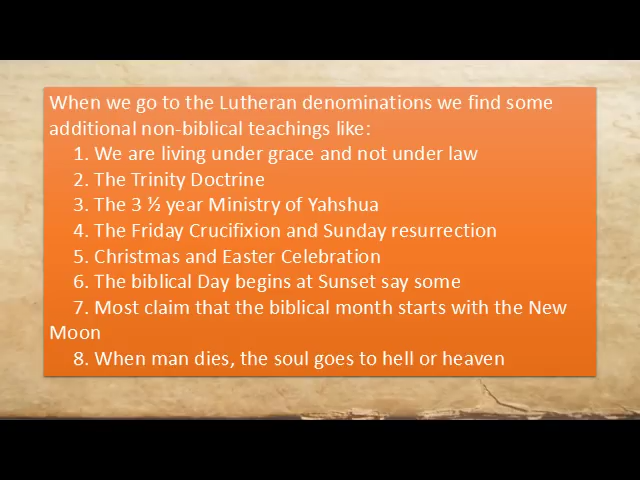 When we go to the Lutheran denominations we find some
additional non-biblical teachings like:
1. We are living under grace and not under law
2. The Trinity Doctrine
3. The 3 ½ year Ministry of Yahshua
4. The Friday Crucifixion and Sunday resurrection
5. Christmas and Easter Celebration
6. The biblical Day begins at Sunset say some
7. Most claim that the biblical month starts with the New
Moon
8. When man dies, the soul goes to hell or heaven